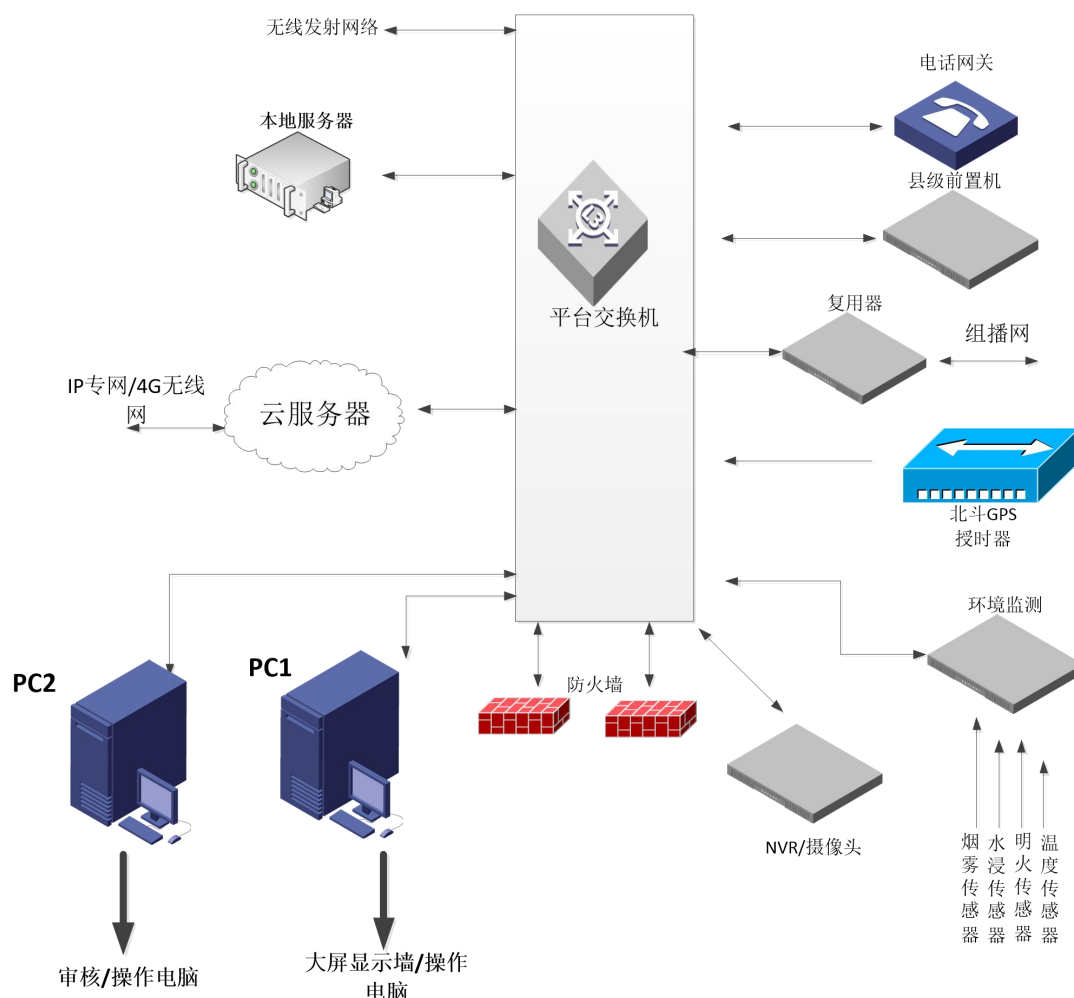 无线发射网络
电话网关
本地服务器
县级前置机
平台交换机
复用器
组播网
IP专网/4G无线
网
云服务器
北斗GPS
授时器
环境监测
PC2
PC1
防火墙
NVR/摄像头
烟雾传感器
水浸传感器
明火传感器
温度传感器
审核/操作电脑
大屏显示墙/操作
电脑